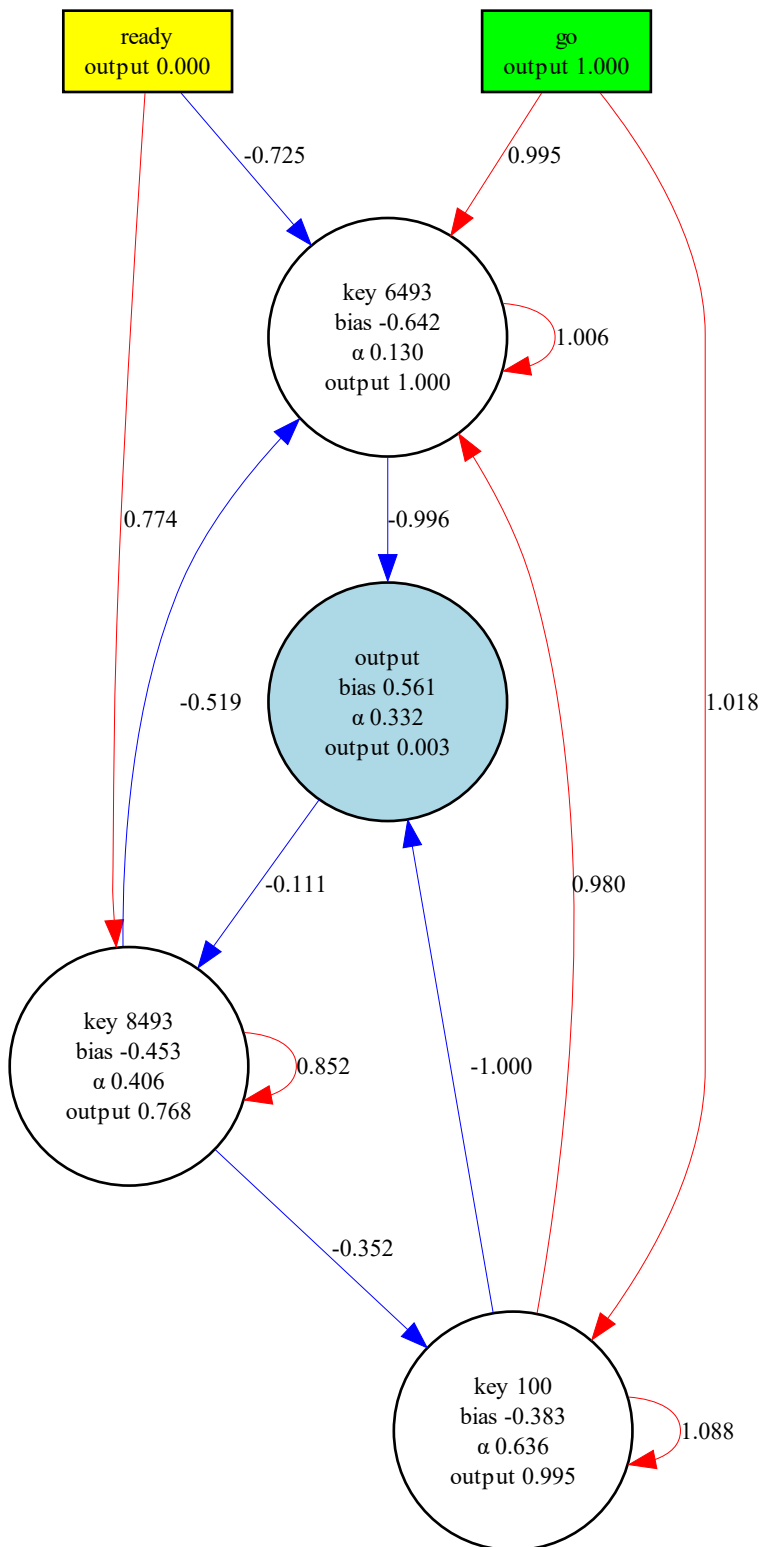 ready
output 0.000
go
output 1.000
-0.725
0.995
key 6493
bias -0.642
α 0.130
output 1.000
1.006
0.774
-0.996
-0.519
output
bias 0.561
α 0.332
output 0.003
1.018
-0.111
0.980
key 8493
bias -0.453
α 0.406
output 0.768
0.852
-1.000
-0.352
key 100
bias -0.383
α 0.636
output 0.995
1.088